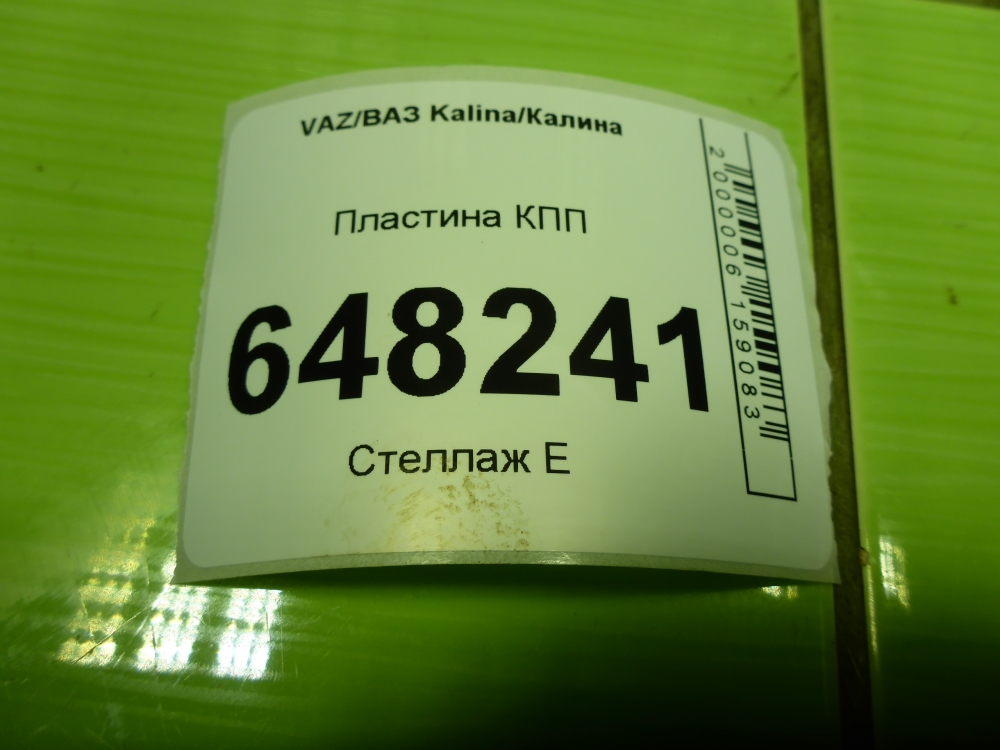 VAZ/ВАЗ Kalina/Калина
Пластина КПП
648241
Стеллаж Е
2000006159083